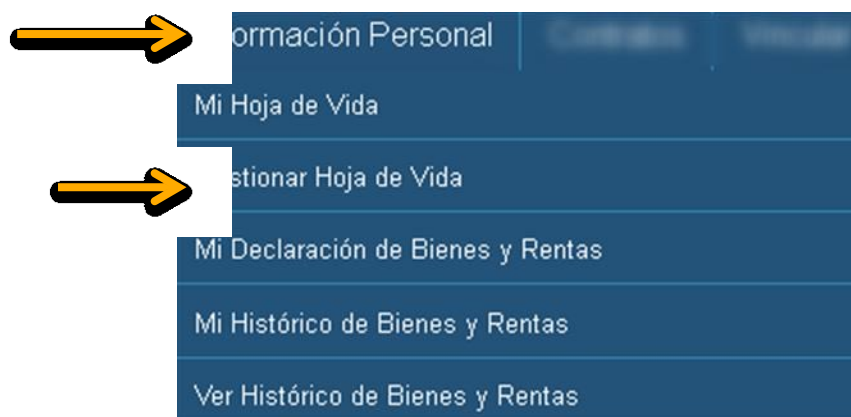 ormación Personal
Mi Hoja de Vida
stionar Hoja de Vida
Mi Declaración de Bienes y Rentas
Mi Histórico de Bienes y Rentas
Ver Histórico de Bienes y Rentas